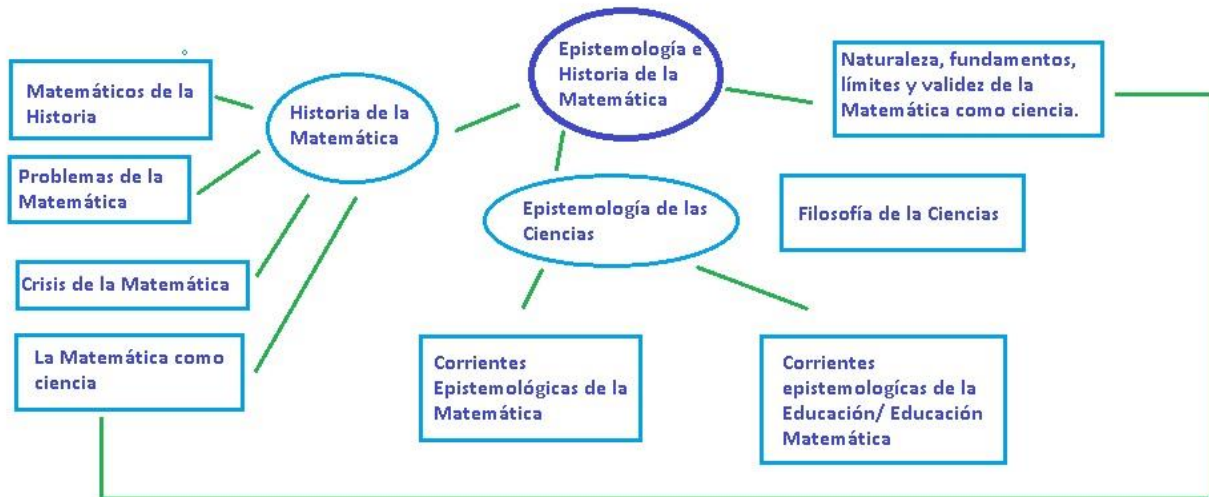 Epistemología e
Historia de la
Matemática
Naturaleza, fundamentos,
límites y validez de la
Matemática como ciencia.
Matemáticos de la
Historia
Historia de la
Matemática
Problemas de la
Matemática
Epistemología de las
Ciencias
Filosofía de la Ciencias
Crisis de la Matemática
La Matemática como
ciencia
Corrientes
Epistemológicas de la
Matemática
Corrientes
epistemologícas de la
Educación/ Educación
Matemática